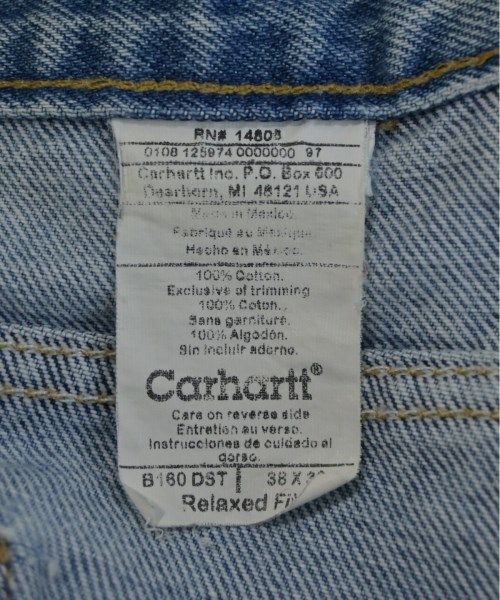 RN# 14806
0108 125974 0000000 97
Carhartt Inc. P.O. Box 600
Dearborn, MI 48121 USA
Made in Mexico
Fabriqué au Mexique
Hecho en México.
100% Cotton.
Exclusive of trimming
100% Coton.
Sans garniture.
100% Algodón.
Sin incluir adorno.
Carhartt®
Care on reverse side
Entretien au verso.
Instrucciones de cuidado al
dorso.
B160 DST 38 X
Relaxed